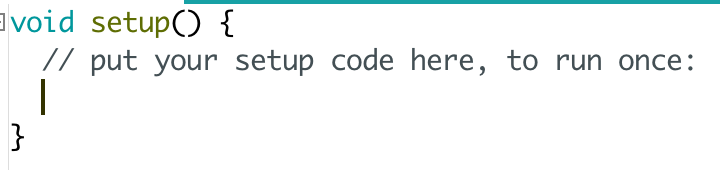 void setup() {
// put your setup code here, to run once:
}